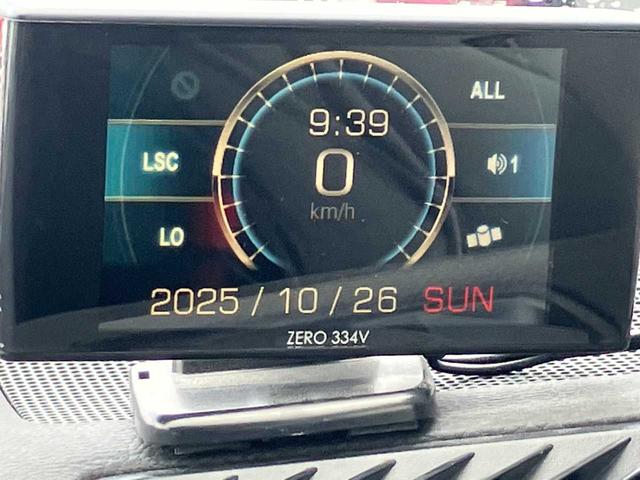 9:39
ALL
LSC
0
km/h
1
LO
2025 / 10 / 26 SUN
ZERO 334V